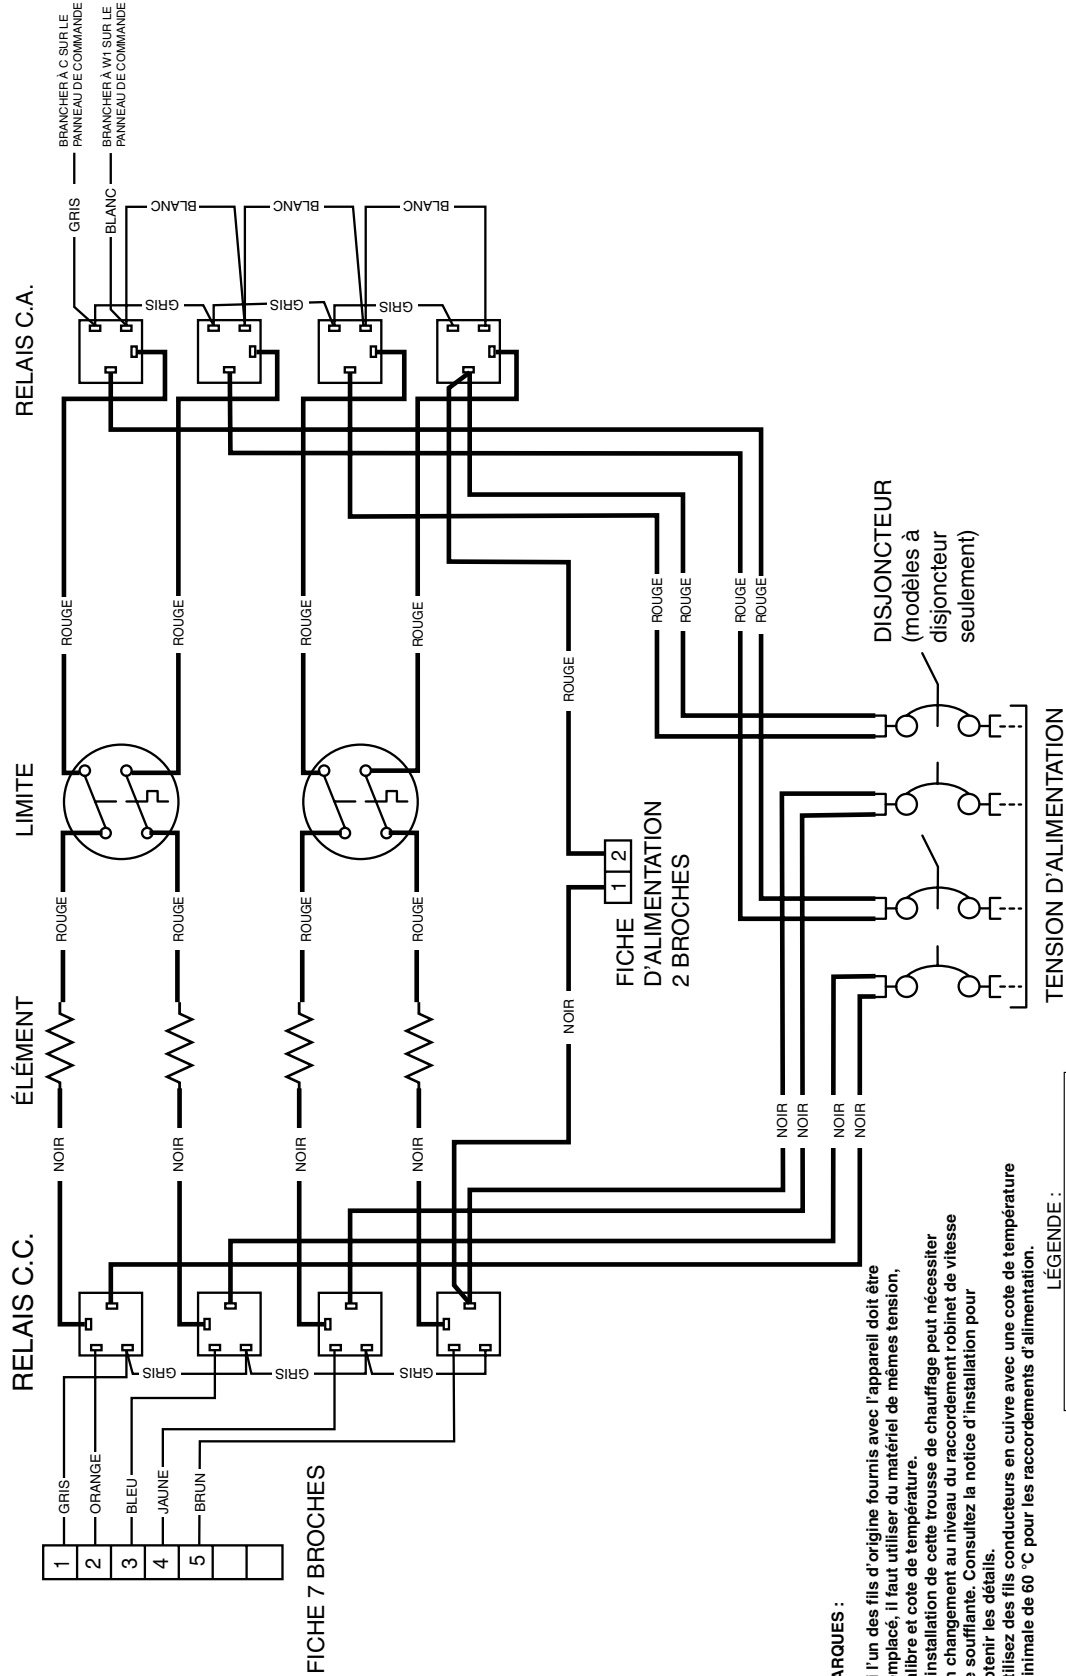 BRANCHER À C SUR LE
PANNEAU DE COMMANDE
BRANCHER À W1 SUR LE
PANNEAU DE COMMANDE
GRIS
BLANC
BLANC
BLANC
BLANC
GRIS
GRIS
GRIS
RELAIS C.A.
ROUGE
ROUGE
ROUGE
ROUGE
LIMITE
ROUGE
ROUGE
ROUGE
ROUGE
ÉLÉMENT
NOIR
NOIR
NOIR
NOIR
RELAIS C.C.
GRIS
GRIS
GRIS
GRIS
ORANGE
BLEU
JAUNE
BRUN
1
2
3
4
5
FICHE 7 BROCHES
ROUGE
NOIR
1 2
FICHE
D'ALIMENTATION
2 BROCHES
ROUGE
ROUGE
ROUGE
ROUGE
NOIR
NOIR
NOIR
NOIR
DISJONCTEUR
(modèles à
disjoncteur
seulement)
TENSION D'ALIMENTATION
ARQUES :
i l'un des fils d'origine fournis avec l'appareil doit être
mplacé, il faut utiliser du matériel de mêmes tension,
alibre et cote de température.
installation de cette trousse de chauffage peut nécessiter
n changement au niveau du raccordement robinet de vitesse
e soufflante. Consultez la notice d'installation pour
btenir les détails.
tilisez des fils conducteurs en cuivre avec une cote de température
inimale de 60 °C pour les raccordements d'alimentation.
LÉGENDE :